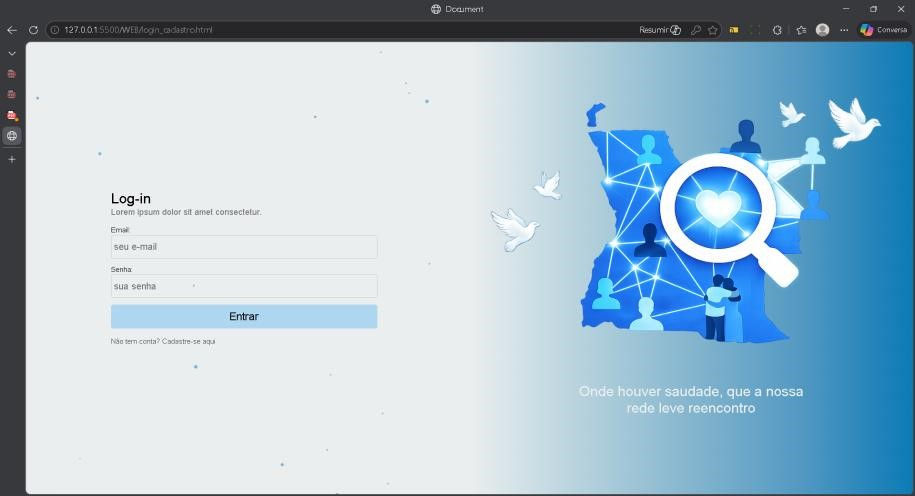 Document
127.0.0.1:5500/WEB/login_cadastro.html
Resumir
Conversa
Log-in
Lorem ipsum dolor sit amet consectetur.
Email:
seu e-mail
Senha:
sua senha
Entrar
Não tem conta? Cadastre-se aqui
Onde houver saudade, que a nossa
rede leve reencontro